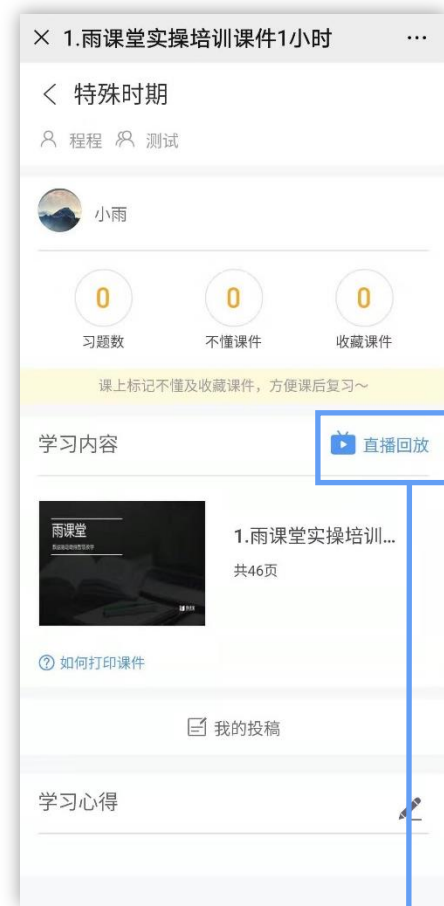 × 1.雨课堂实操培训课件1小时 ...
< 特殊时期
程程 测试
小雨
0 0 0
习题数 不懂课件 收藏课件
课上标记不懂及收藏课件，方便课后复习～
学习内容 直播回放
雨课堂
1.雨课堂实操培训...
共46页
? 如何打印课件
我的投稿
学习心得